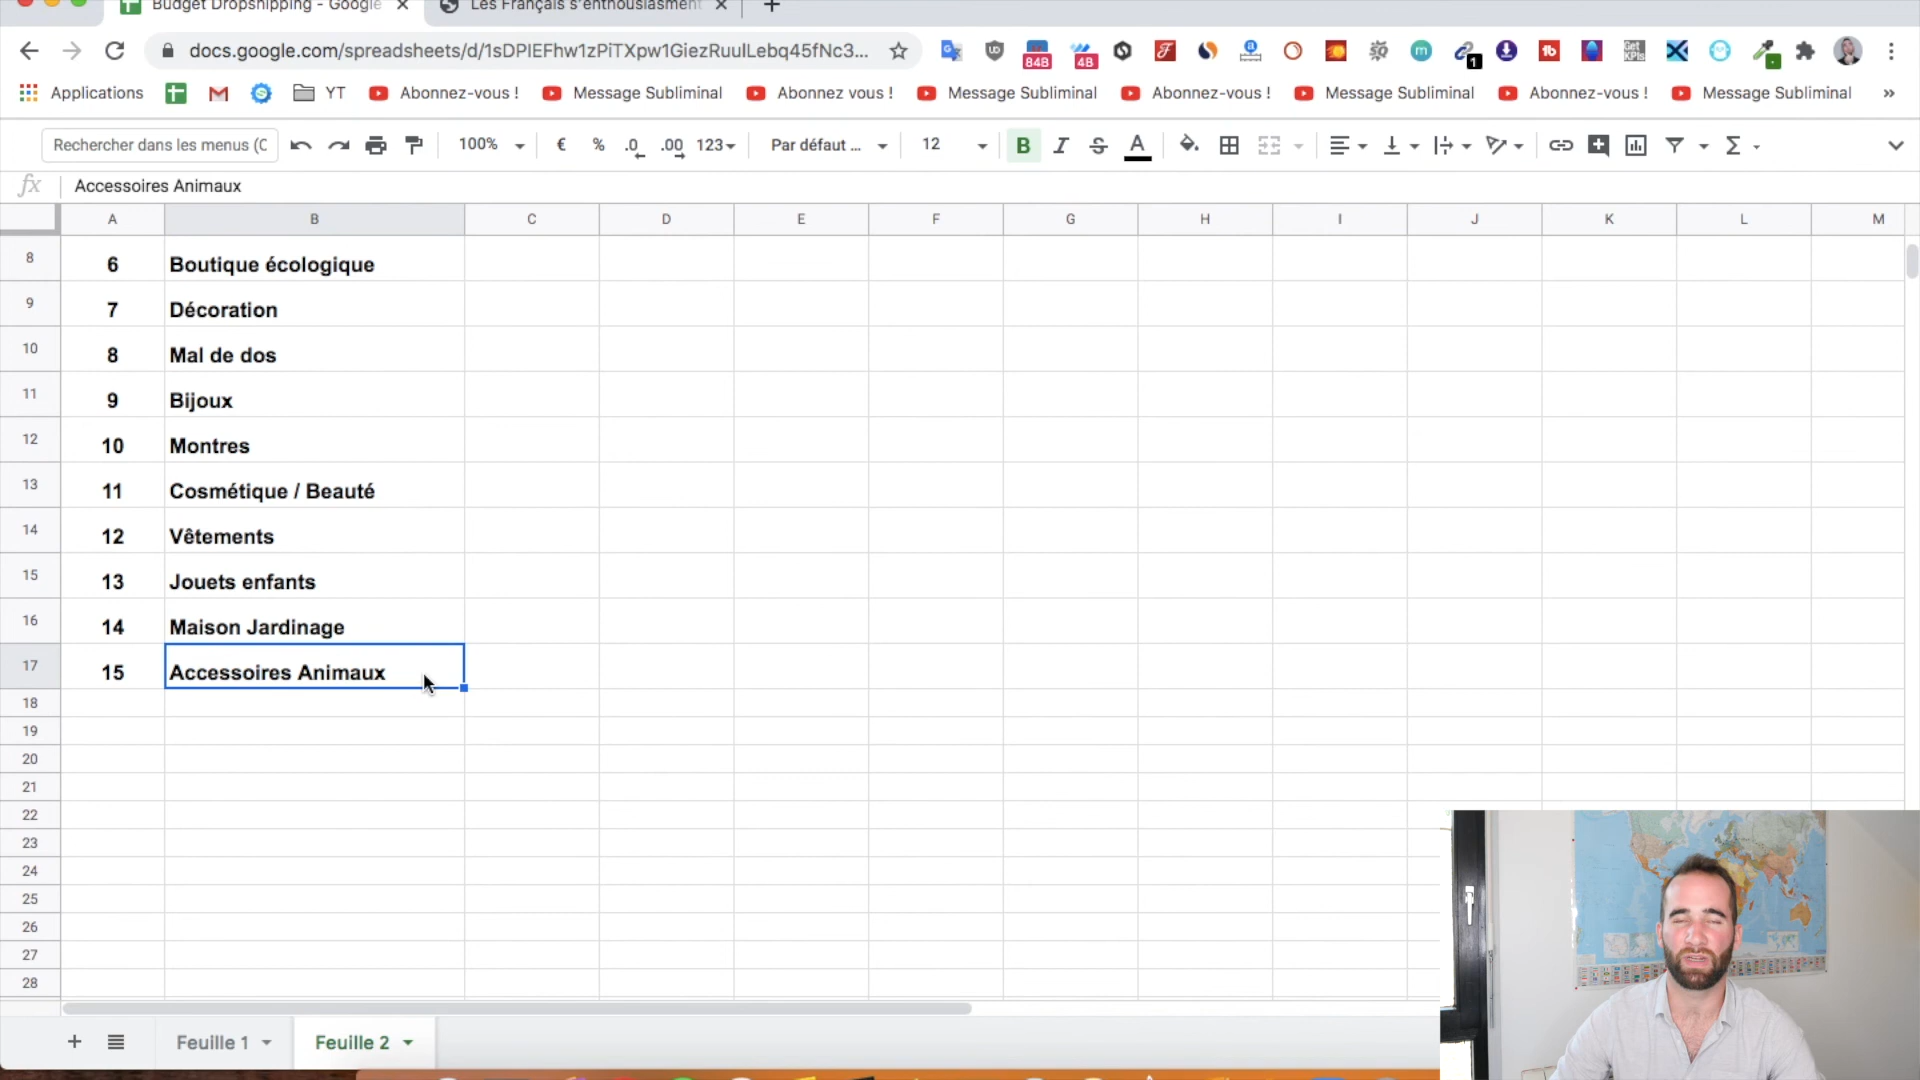 Budget Dropshipping - Google
Les Français s'enthousiasment
docs.google.com/spreadsheets/d/1sDPIEFhw1zPiTXpw1GiezRuuILebq45fNc3...
84B
4B
1
Applications
YT
Abonnez-vous !
Message Subliminal
Abonnez vous !
Message Subliminal
Abonnez-vous !
Message Subliminal
Abonnez-vous !
Message Subliminal
»
Rechercher dans les menus (
100%
€
%
.0
.00
123
Par défaut ...
12
B
I
S
A
Σ
fx
Accessoires Animaux
A B C D E F G H I J K L M
8 6 Boutique écologique
9 7 Décoration
10 8 Mal de dos
11 9 Bijoux
12 10 Montres
13 11 Cosmétique / Beauté
14 12 Vêtements
15 13 Jouets enfants
16 14 Maison Jardinage
17 15 Accessoires Animaux
18
19
20
21
22
23
24
25
26
27
28
Feuille 1
Feuille 2